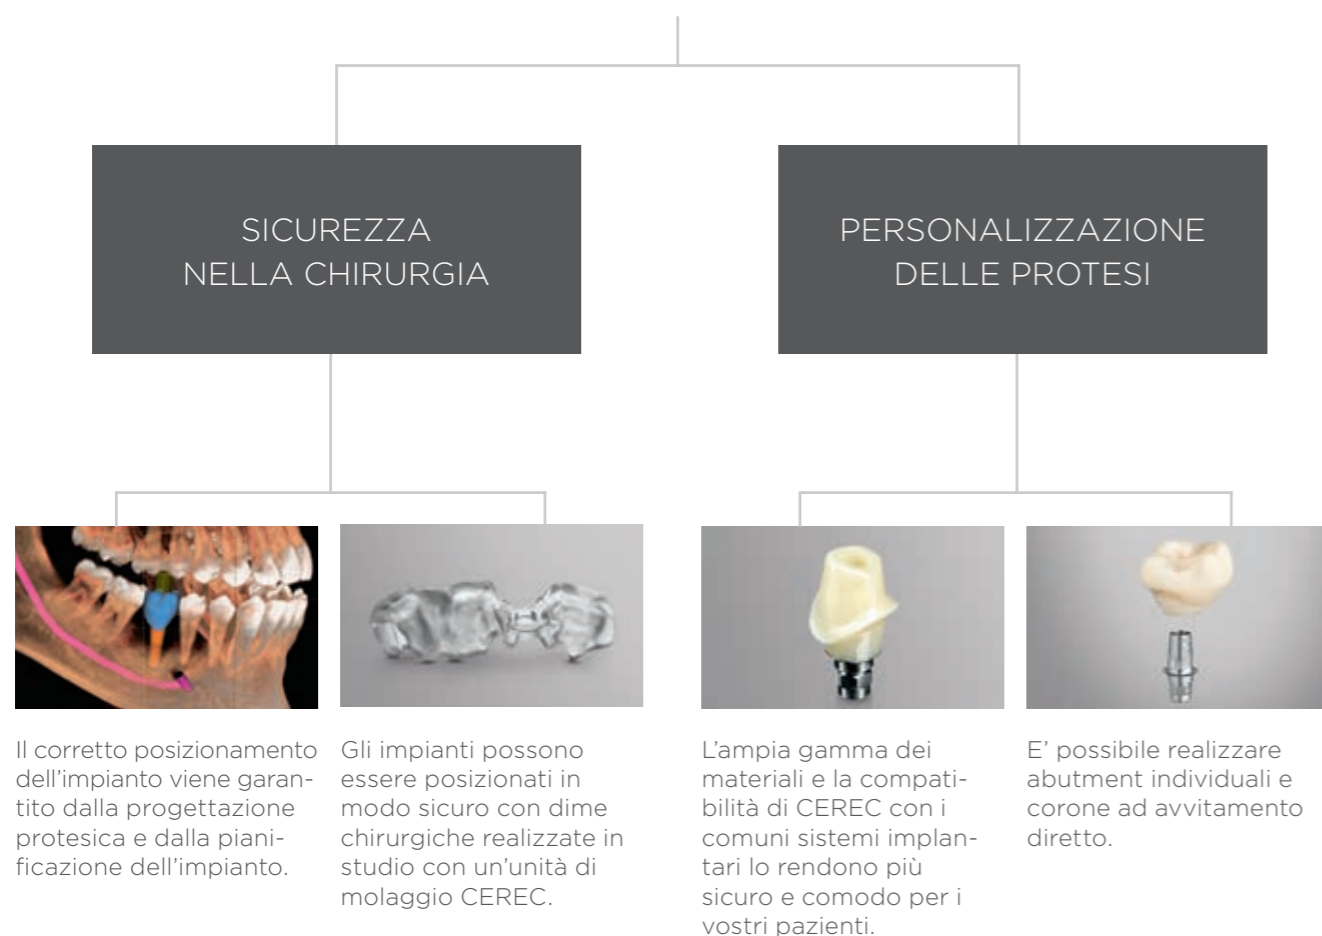 SICUREZZA
NELLA CHIRURGIA
PERSONALIZZAZIONE
DELLE PROTESI
Il corretto posizionamento
dell'impianto viene garan-
tito dalla progettazione
protesica e dalla piani-
ficazione dell'impianto.
Gli impianti possono
essere posizionati in
modo sicuro con dime
chirurgiche realizzate in
studio con un'unità di
molaggio CEREC.
L'ampia gamma dei
materiali e la compati-
bilità di CEREC con i
comuni sistemi implan-
tari lo rendono più
sicuro e comodo per i
vostri pazienti.
E' possibile realizzare
abutment individuali e
corone ad avvitamento
diretto.